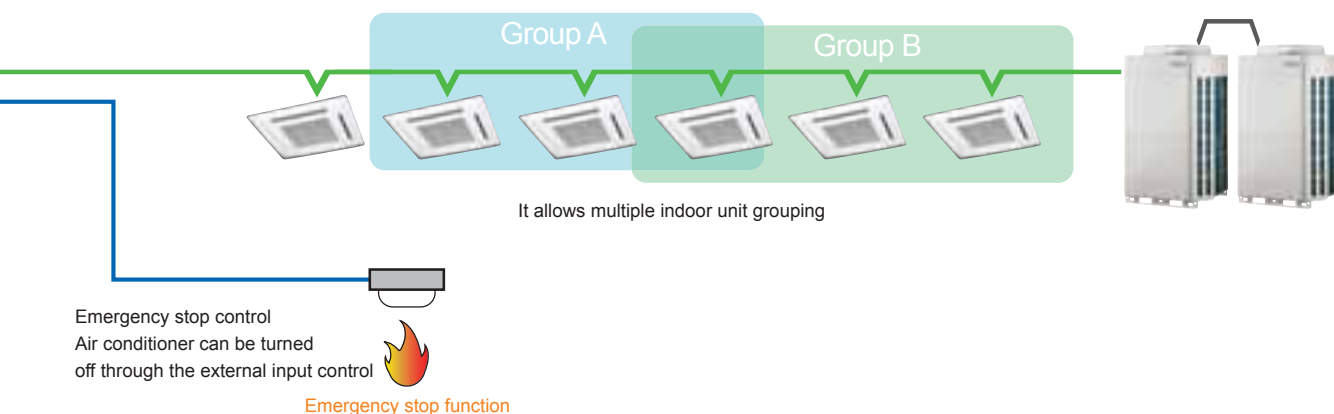 Group A
Group B
It allows multiple indoor unit grouping
Emergency stop control
Air conditioner can be turned
off through the external input control
Emergency stop function